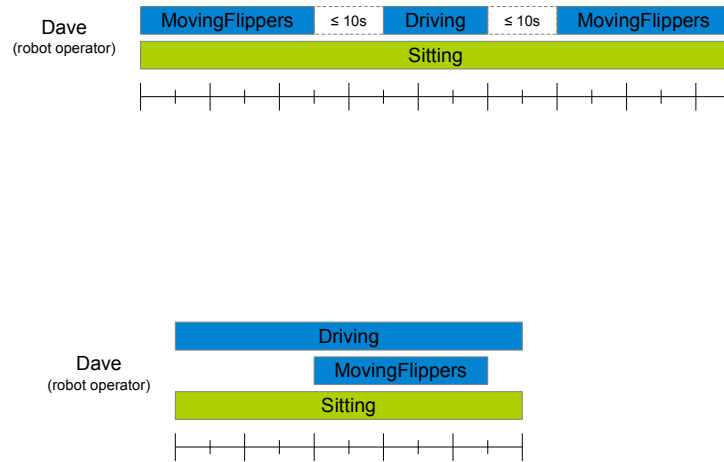 MovingFlippers ≤ 10s Driving ≤ 10s MovingFlippers
Dave
(robot operator)
Sitting
Driving
Dave
(robot operator)
MovingFlippers
Sitting